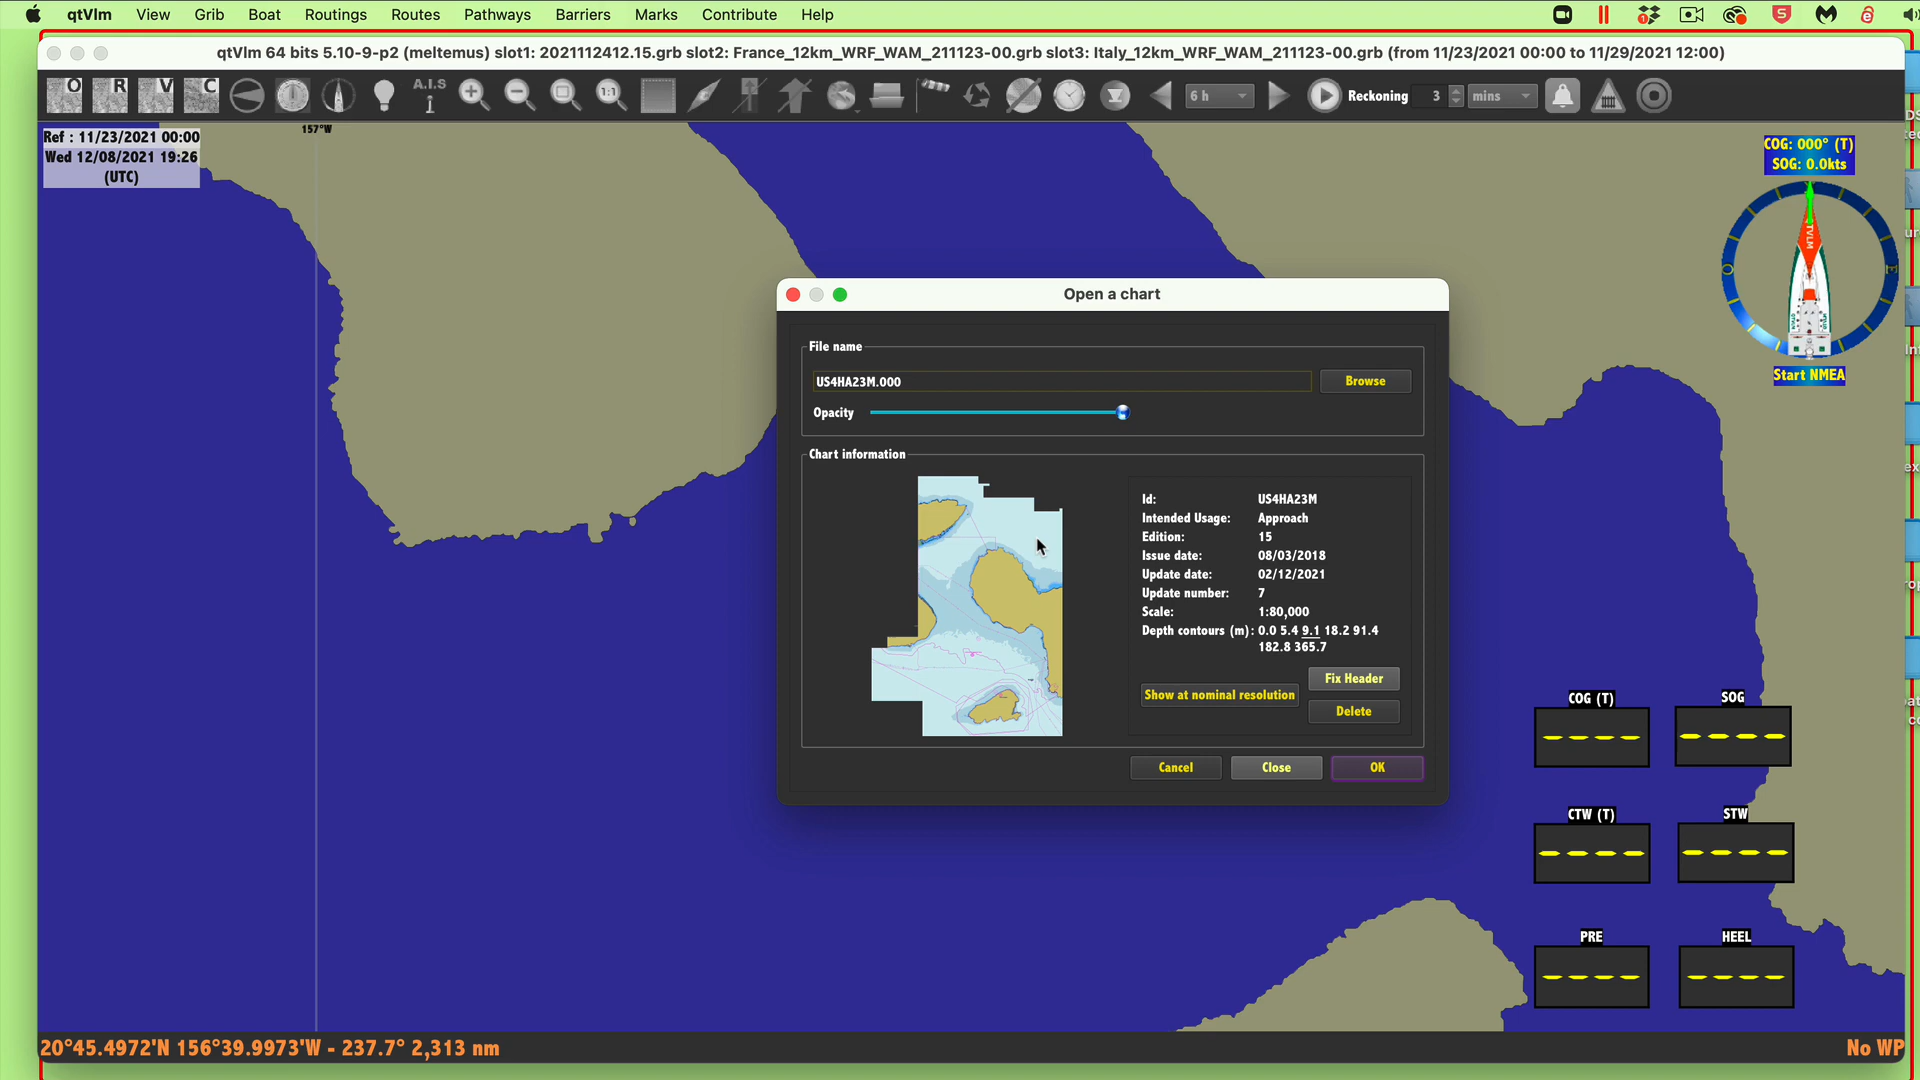 qtVlm View Grib Boat Routings Routes Pathways Barriers Marks Contribute Help
qtVlm 64 bits 5.10-9-p2 (meltemus) slot1: 2021112412.15.grb slot2: France_12km_WRF_WAM_211123-00.grb slot3: Italy_12km_WRF_WAM_211123-00.grb (from 11/23/2021 00:00 to 11/29/2021 12:00)
O R V C A.I.S 1:1 6 h Reckoning 3 mins
157°W
Ref : 11/23/2021 00:00
Wed 12/08/2021 19:26
(UTC)
COG: 000° (T)
SOG: 0.0kts
Start NMEA
Open a chart
File name
US4HA23M.000 Browse
Opacity
Chart information
Id: US4HA23M
Intended Usage: Approach
Edition: 15
Issue date: 08/03/2018
Update date: 02/12/2021
Update number: 7
Scale: 1:80,000
Depth contours (m): 0.0 5.4 9.1 18.2 91.4
182.8 365.7
Fix Header
Show at nominal resolution
Delete
Cancel Close OK
COG (T) SOG
- - - - - - - -
CTW (T) STW
- - - - - - - -
PRE HEEL
- - - - - - - -
20°45.4972'N 156°39.9973'W - 237.7° 2,313 nm No WP